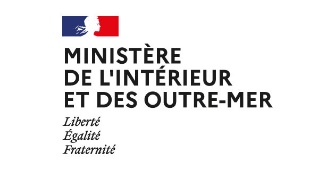 MINISTÈRE
DE L'INTÉRIEUR
ET DES OUTRE-MER
Liberté
Égalité
Fraternité